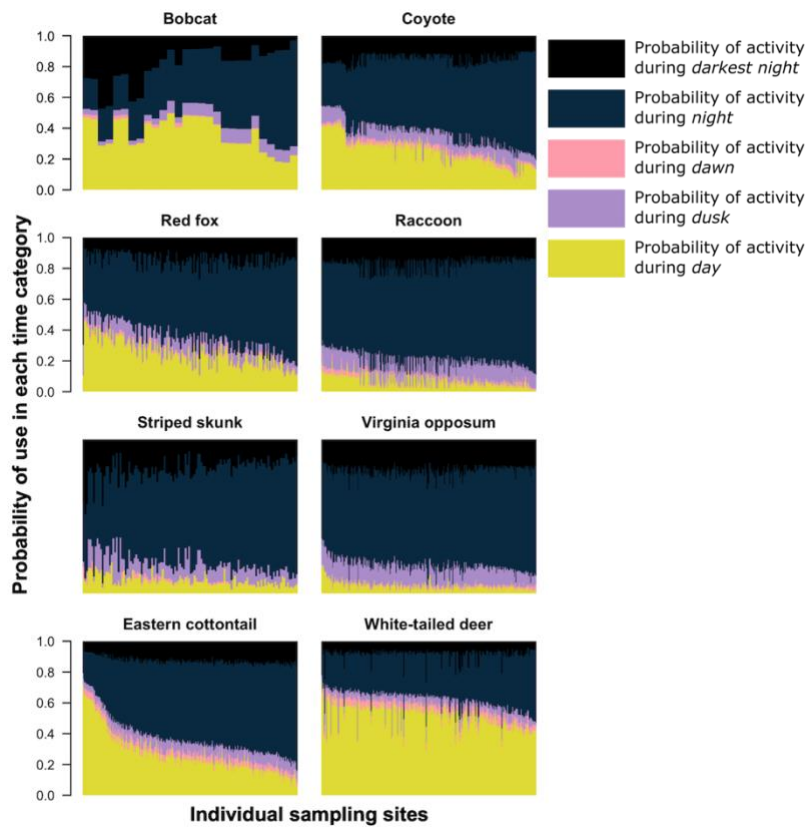 Bobcat
Coyote
1.0
0.8
0.6
0.4
0.2
0.0
Probability of activity
during darkest night
Probability of activity
during night
Probability of activity
during dawn
Probability of activity
during dusk
Probability of activity
during day
Red fox
Raccoon
1.0
0.8
0.6
0.4
0.2
0.0
Probability of use in each time category
Striped skunk
Virginia opposum
Eastern cottontail
White-tailed deer
1.0
0.8
0.6
0.4
0.2
0.0
Individual sampling sites